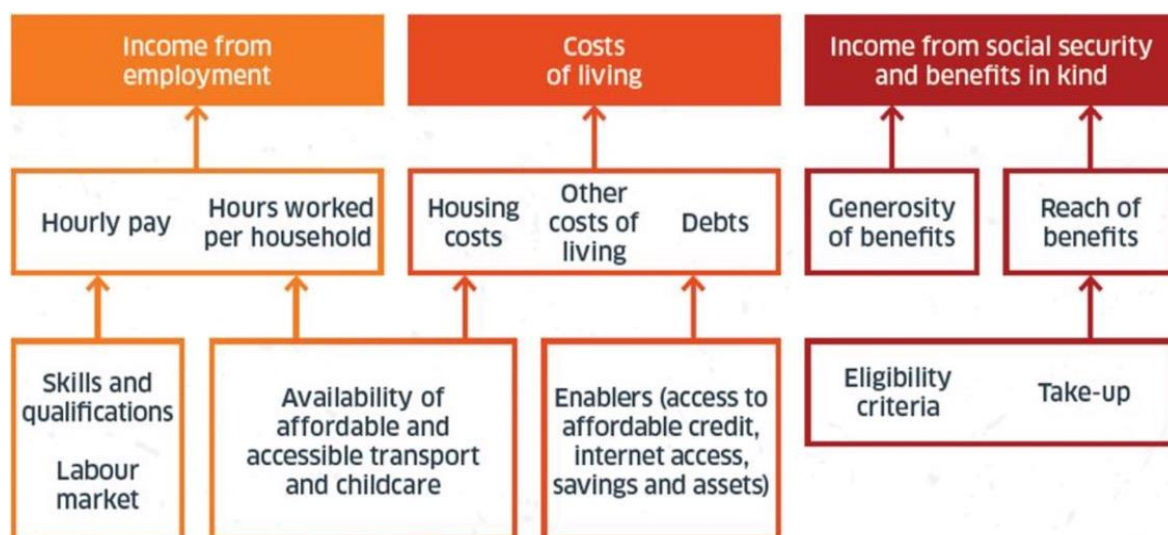 Income from
employment
Costs
of living
Income from social security
and benefits in kind
Hourly pay
Hours worked
per household
Housing
costs
Other
costs of
living
Debts
Generosity
of benefits
Reach of
benefits
Skills and
qualifications
Labour
market
Availability of
affordable and
accessible transport
and childcare
Enablers (access to
affordable credit,
internet access,
savings and assets)
Eligibility
criteria
Take-up